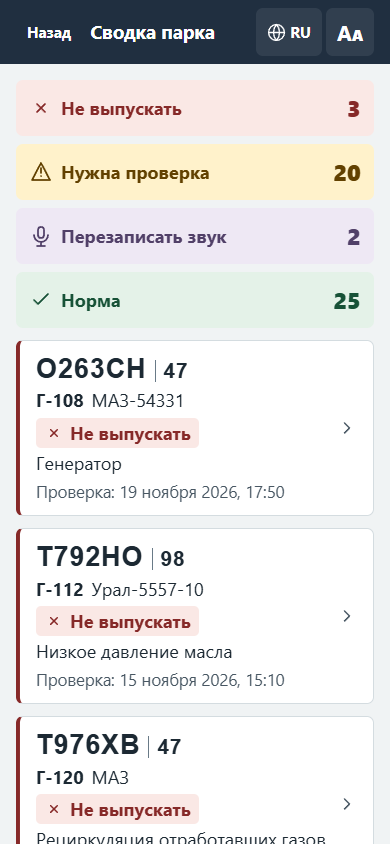 Назад Сводка парка RU Aa
Не выпускать 3
Нужна проверка 20
Перезаписать звук 2
Норма 25
О263СН | 47
Г-108 МАЗ-54331
Не выпускать
Генератор
Проверка: 19 ноября 2026, 17:50
Т792НО | 98
Г-112 Урал-5557-10
Не выпускать
Низкое давление масла
Проверка: 15 ноября 2026, 15:10
Т976ХВ | 47
Г-120 МАЗ
Не выпускать
Рециркуляция отработавших газов